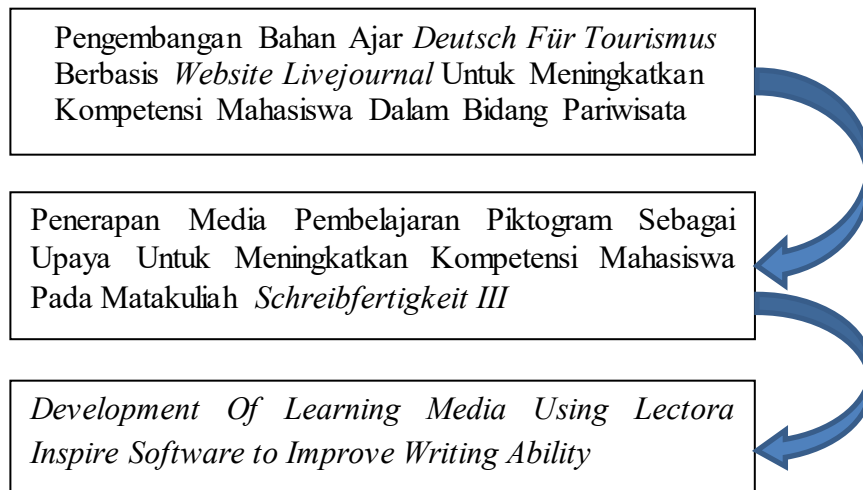 Pengembangan Bahan Ajar Deutsch Für Tourismus
Berbasis Website Livejournal Untuk Meningkatkan
Kompetensi Mahasiswa Dalam Bidang Pariwisata
Penerapan Media Pembelajaran Piktogram Sebagai
Upaya Untuk Meningkatkan Kompetensi Mahasiswa
Pada Matakuliah Schreibfertigkeit III
Development Of Learning Media Using Lectora
Inspire Software to Improve Writing Ability